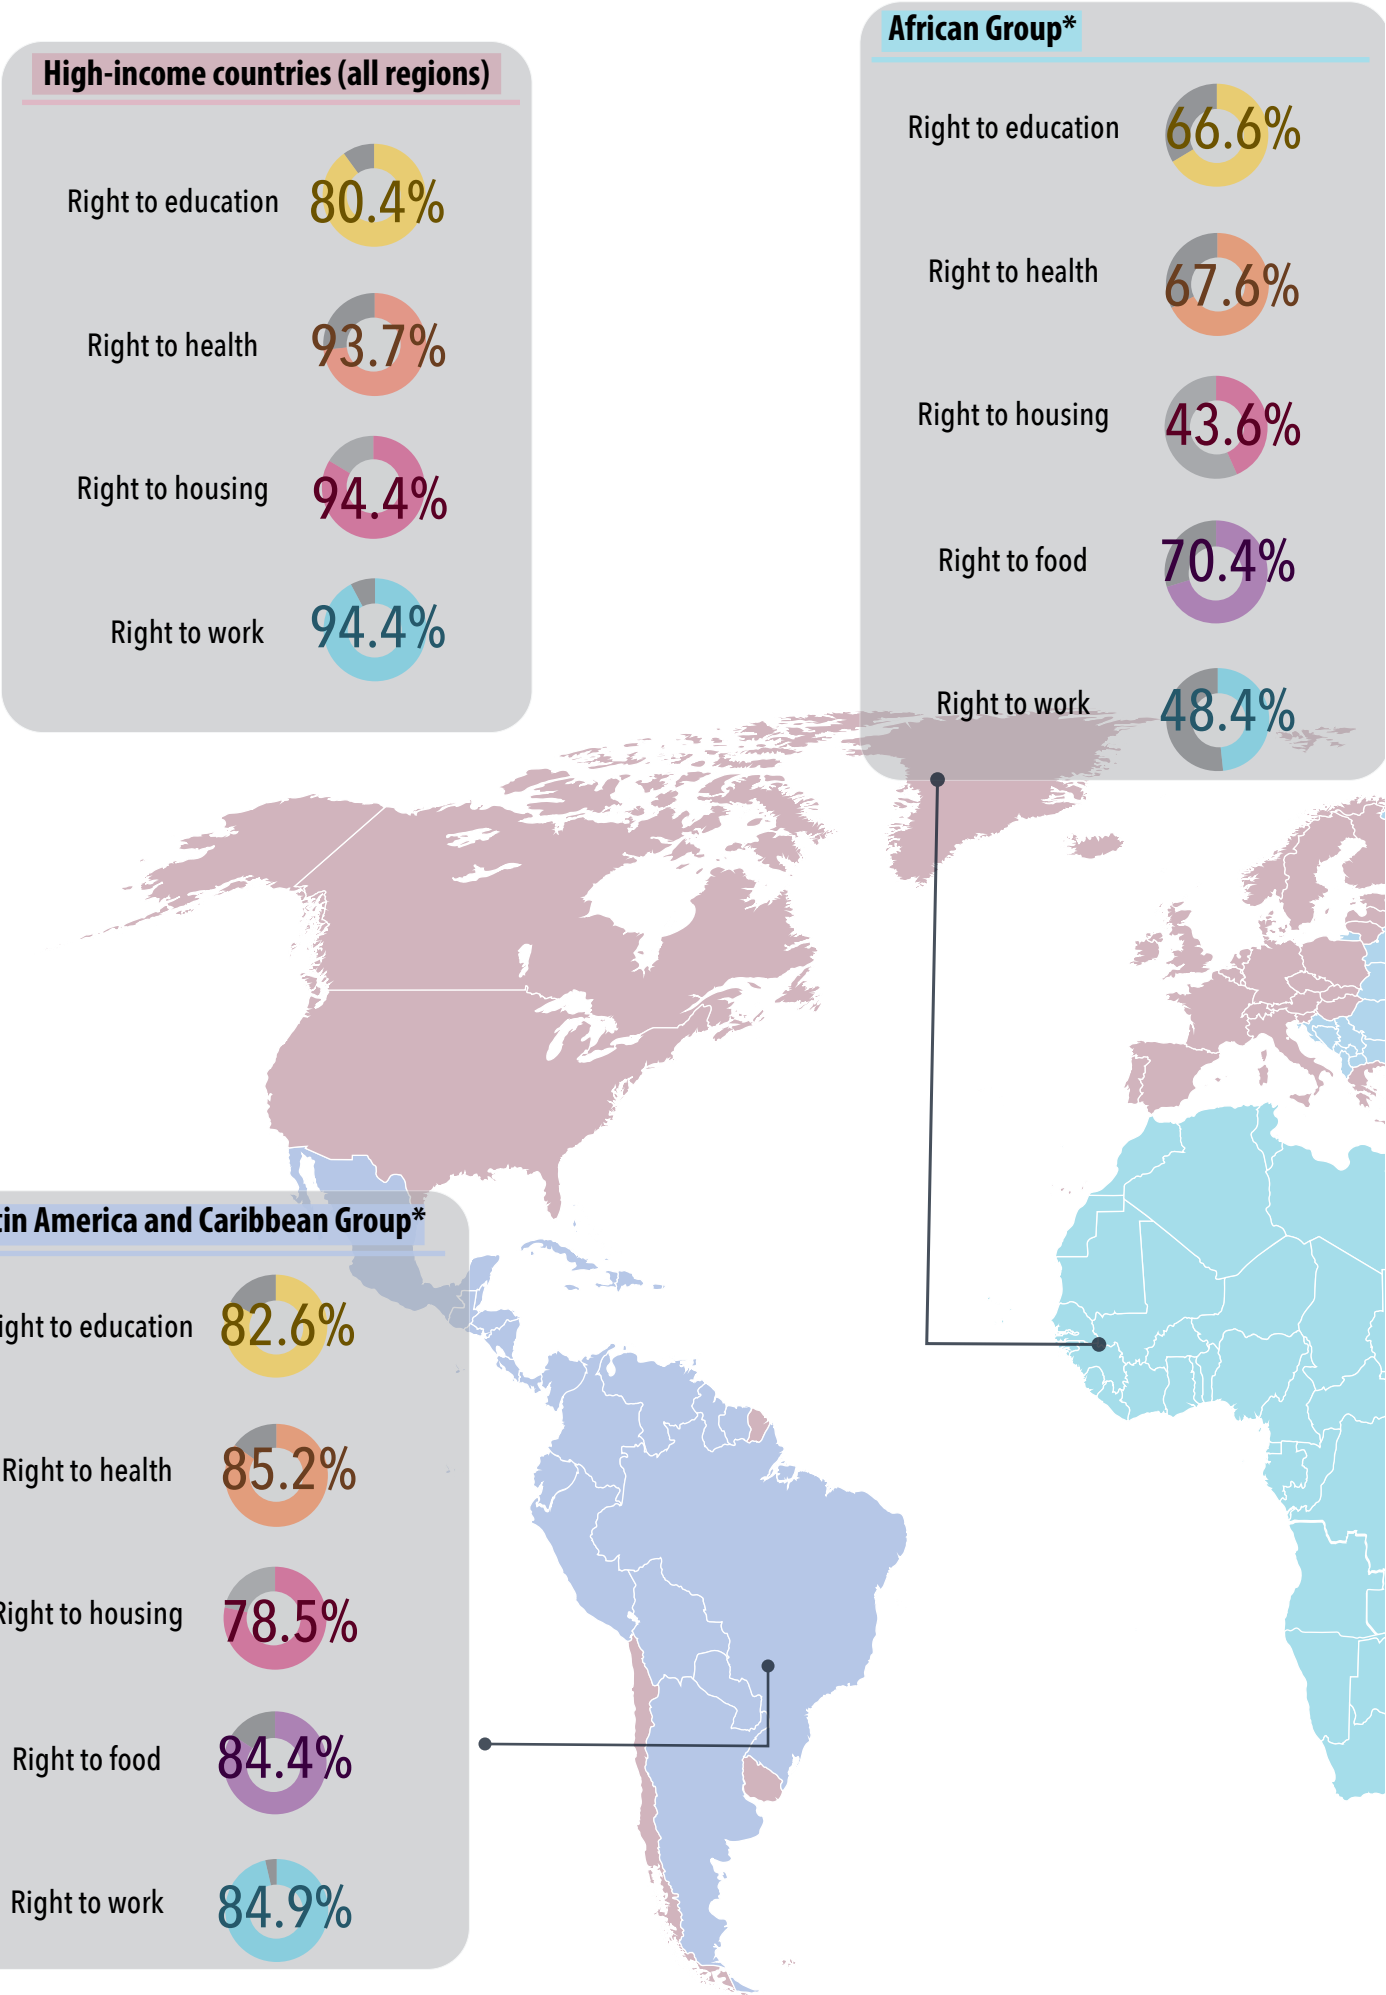 High-income countries (all regions)
Right to education 80.4%
Right to health 93.7%
Right to housing 94.4%
Right to work 94.4%
African Group*
Right to education 66.6%
Right to health 67.6%
Right to housing 43.6%
Right to food 70.4%
Right to work 48.4%
tin America and Caribbean Group*
ight to education 82.6%
Right to health 85.2%
Right to housing 78.5%
Right to food 84.4%
Right to work 84.9%